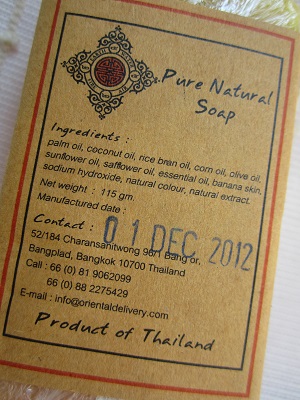 Pure Natural
Soap
Ingredients :
palm oil, coconut oil, rice bran oil, corn oil, olive oil,
sunflower oil, safflower oil, essential oil, banana skin,
sodium hydroxide, natural colour, natural extract.
Net weight : 115 gm.
Manufactured date :
01 DEC 2012
Contact :
52/184 Charansanitwong 98/1 Bang or,
Bangplad, Bangkok 10700 Thailand
Call : 66 (0) 81 9062099
66 (0) 88 2275429
E-mail : info@orientaldelivery.com
Product of Thailand